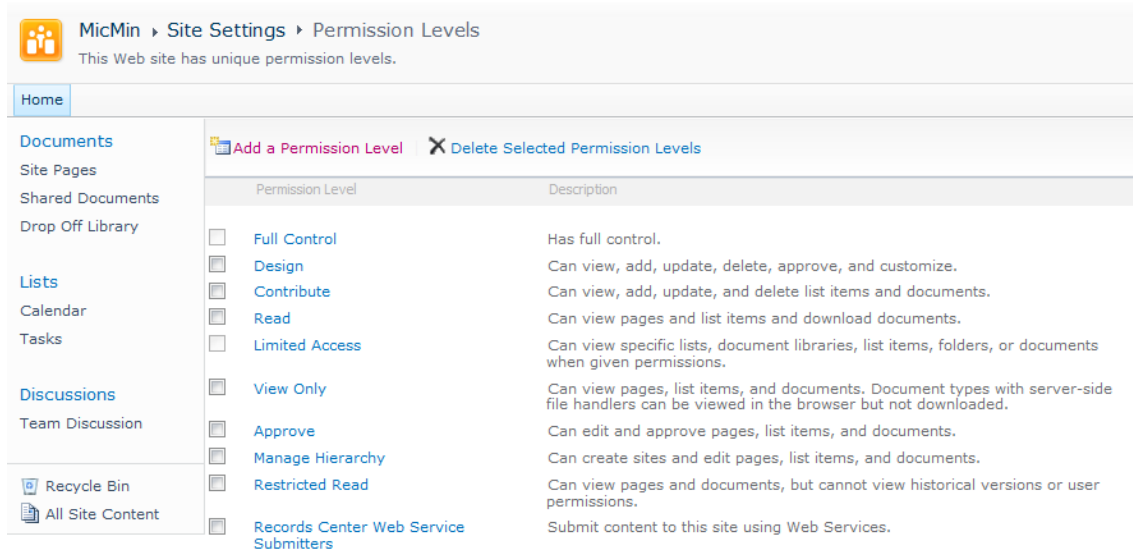 MicMin ▸ Site Settings ▸ Permission Levels
This Web site has unique permission levels.
Home
Documents
Site Pages
Shared Documents
Drop Off Library
Lists
Calendar
Tasks
Discussions
Team Discussion
Recycle Bin
All Site Content
Add a Permission Level
Delete Selected Permission Levels
Permission Level
Description
Full Control
Has full control.
Design
Can view, add, update, delete, approve, and customize.
Contribute
Can view, add, update, and delete list items and documents.
Read
Can view pages and list items and download documents.
Limited Access
Can view specific lists, document libraries, list items, folders, or documents
when given permissions.
View Only
Can view pages, list items, and documents. Document types with server-side
file handlers can be viewed in the browser but not downloaded.
Approve
Can edit and approve pages, list items, and documents.
Manage Hierarchy
Can create sites and edit pages, list items, and documents.
Restricted Read
Can view pages and documents, but cannot view historical versions or user
permissions.
Records Center Web Service
Submitters
Submit content to this site using Web Services.